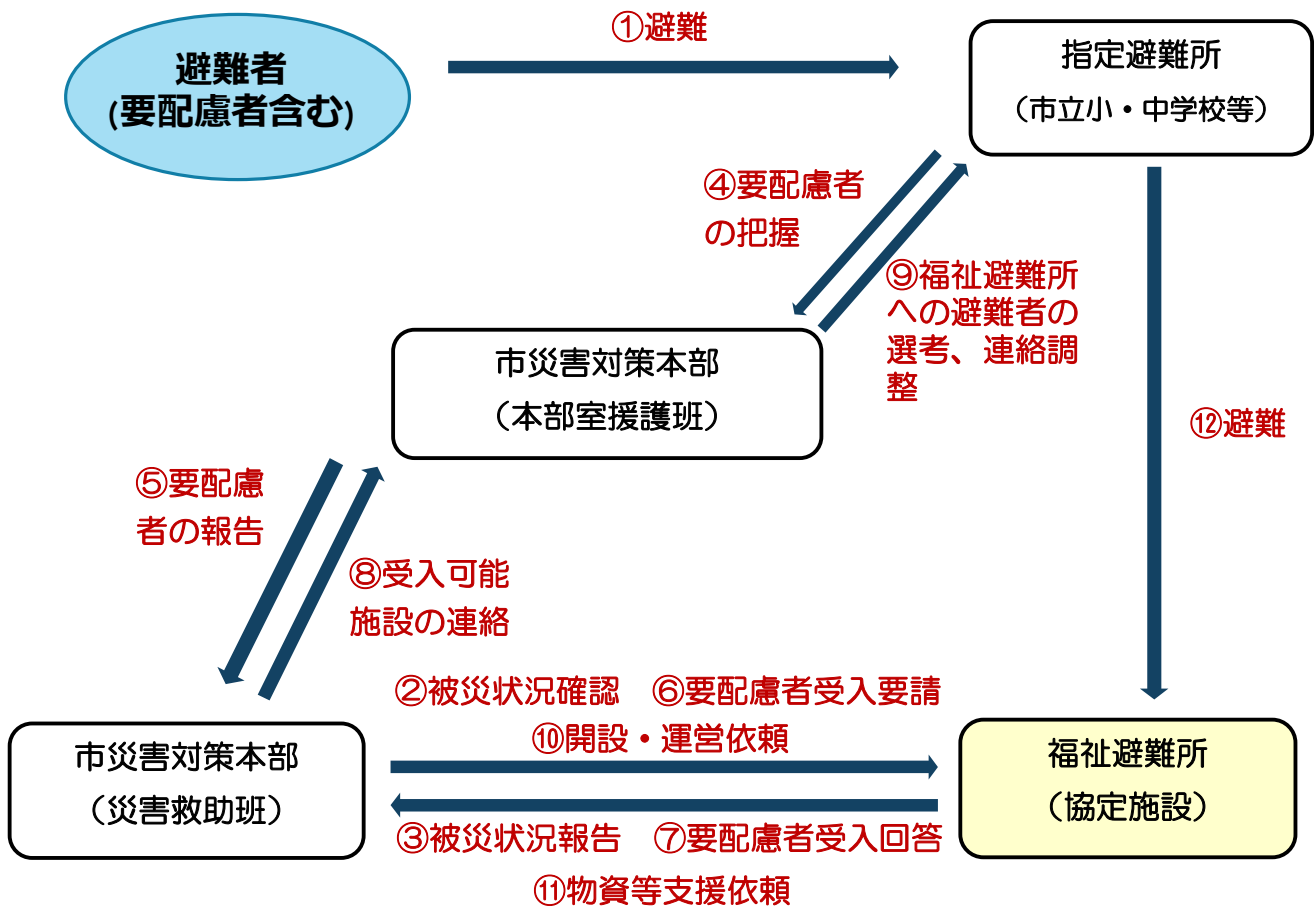 ①避難
避難者
(要配慮者含む)
指定避難所
（市立小・中学校等）
④要配慮者
の把握
⑨福祉避難所
への避難者の
選考、連絡調
整
市災害対策本部
（本部室援護班）
⑫避難
⑤要配慮
者の報告
⑧受入可能
施設の連絡
②被災状況確認　⑥要配慮者受入要請
⑩開設・運営依頼
市災害対策本部
（災害救助班）
福祉避難所
（協定施設）
③被災状況報告　⑦要配慮者受入回答
⑪物資等支援依頼